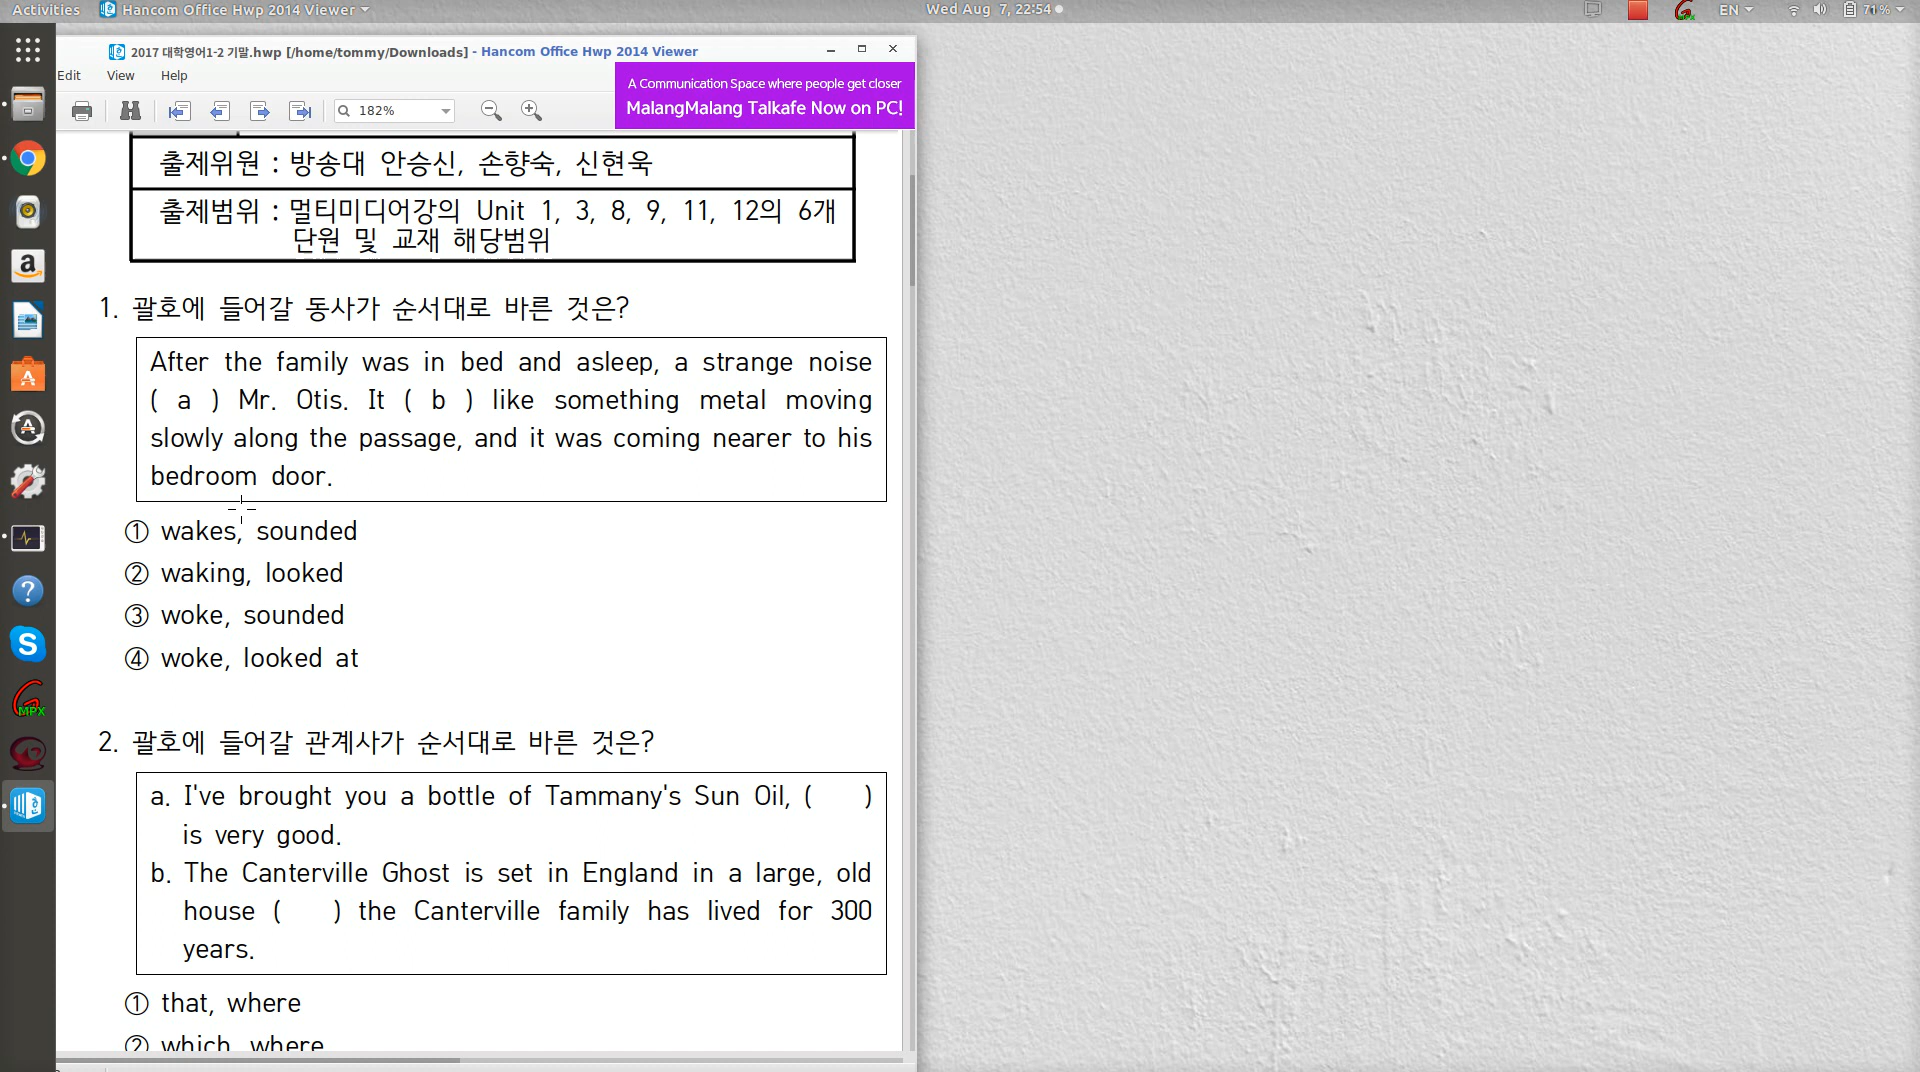 Activities
Hancom Office Hwp 2014 Viewer
Wed Aug 7, 22:54
EN
71%
2017 대학영어1-2 기말.hwp [/home/tommy/Downloads] - Hancom Office Hwp 2014 Viewer
Edit View Help
A Communication Space where people get closer
MalangMalang Talkafe Now on PC!
182%
출제위원 : 방송대 안승신, 손향숙, 신현욱
출제범위 : 멀티미디어강의 Unit 1, 3, 8, 9, 11, 12의 6개
단원 및 교재 해당범위
1. 괄호에 들어갈 동사가 순서대로 바른 것은?
After the family was in bed and asleep, a strange noise
( a ) Mr. Otis. It ( b ) like something metal moving
slowly along the passage, and it was coming nearer to his
bedroom door.
① wakes, sounded
② waking, looked
③ woke, sounded
④ woke, looked at
2. 괄호에 들어갈 관계사가 순서대로 바른 것은?
a. I've brought you a bottle of Tammany's Sun Oil, ( )
is very good.
b. The Canterville Ghost is set in England in a large, old
house ( ) the Canterville family has lived for 300
years.
① that, where
② which, where